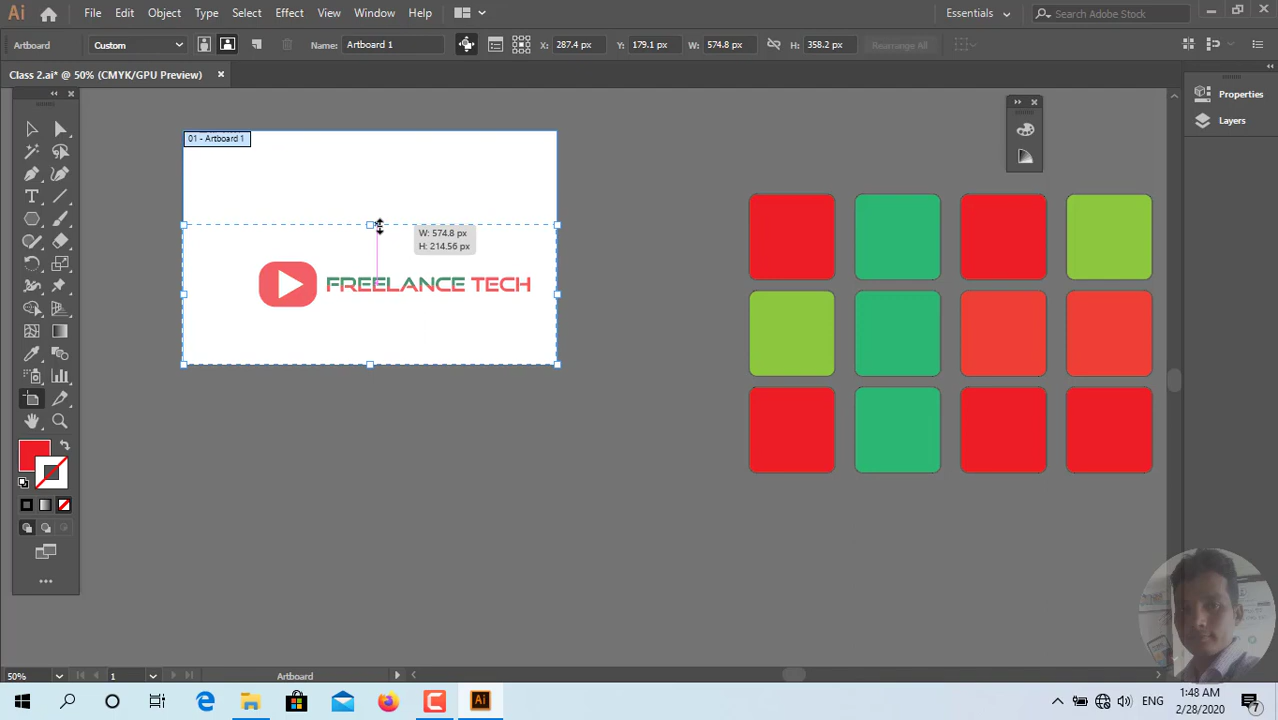 Ai File Edit Object Type Select Effect View Window Help Essentials Search Adobe Stock
Artboard Custom Name: Artboard 1 X: 287.4 px Y: 179.1 px W: 574.8 px H: 358.2 px Rearrange All
Class 2.ai* @ 50% (CMYK/GPU Preview)
Properties
Layers
01 - Artboard 1
W: 574.8 px
H: 214.56 px
FREELANCE TECH
50% 1 Artboard
Ai ENG 1:48 AM
2/28/2020
7